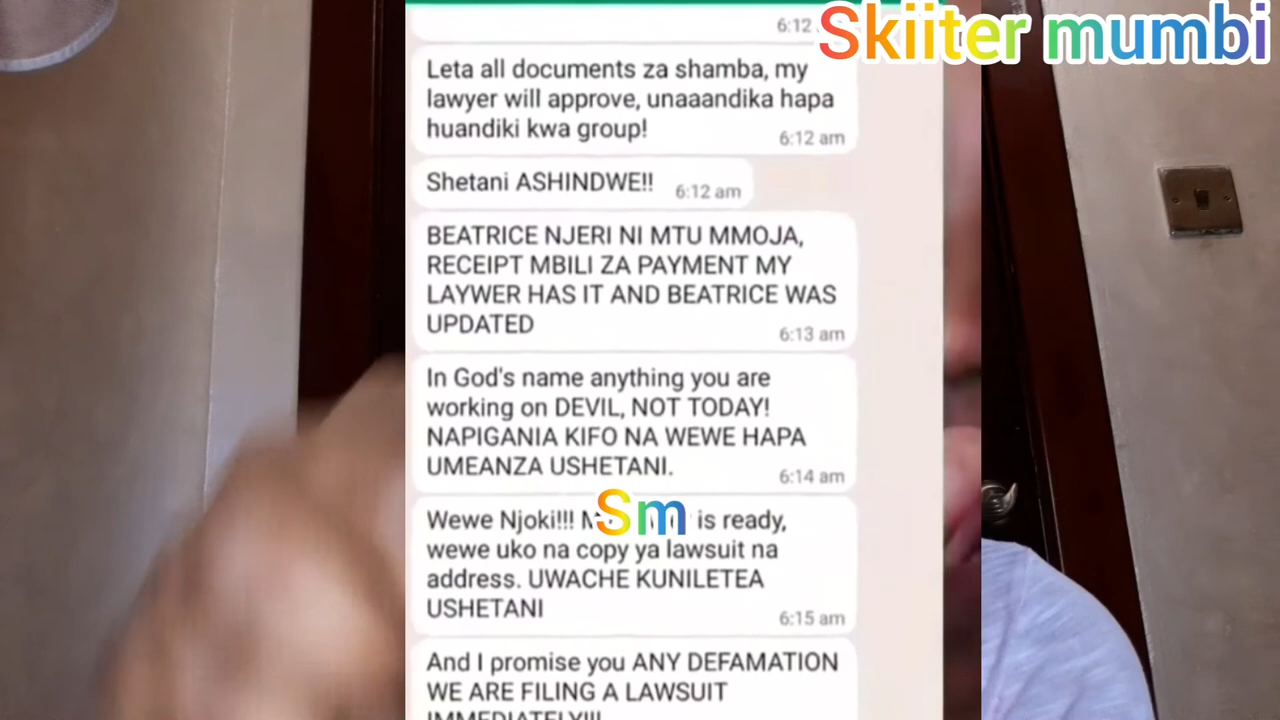 Skiiter mumbi
6:12
Leta all documents za shamba, my
lawyer will approve, unaaandika hapa
huandiki kwa group!
6:12 am
Shetani ASHINDWE!!
6:12 am
BEATRICE NJERI NI MTU MMOJA,
RECEIPT MBILI ZA PAYMENT MY
LAYWER HAS IT AND BEATRICE WAS
UPDATED
6:13 am
In God's name anything you are
working on DEVIL, NOT TODAY!
NAPIGANIA KIFO NA WEWE HAPA
UMEANZA USHETANI.
6:14 am
Sm
Wewe Njoki!!! is ready,
wewe uko na copy ya lawsuit na
address. UWACHE KUNILETEA
USHETANI
6:15 am
And I promise you ANY DEFAMATION
WE ARE FILING A LAWSUIT
IMMEDIATELY!!!